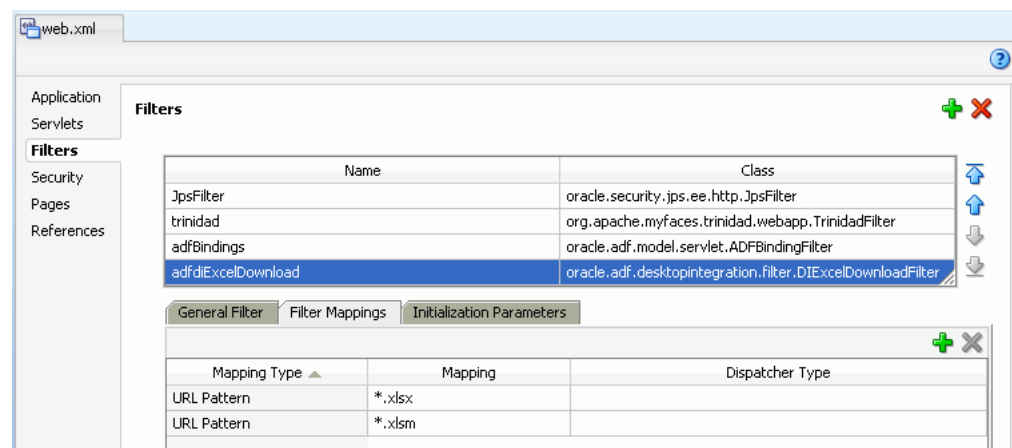 web.xml
Application
Servlets
Filters
Security
Pages
References
Filters
Name Class
JpsFilter oracle.security.jps.ee.http.JpsFilter
trinidad org.apache.myfaces.trinidad.webapp.TrinidadFilter
adfBindings oracle.adf.model.servlet.ADFBindingFilter
adfdiExcelDownload oracle.adf.desktopintegration.filter.DIExcelDownloadFilter
General Filter Filter Mappings Initialization Parameters
Mapping Type Mapping Dispatcher Type
URL Pattern *.xlsx
URL Pattern *.xlsm